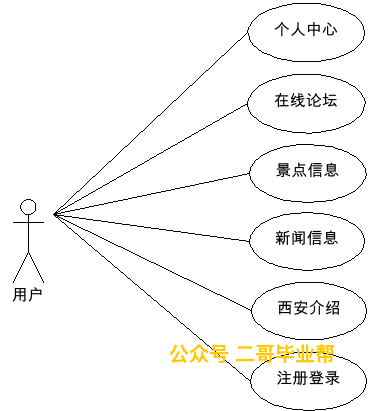 个人中心
在线论坛
景点信息
新闻信息
用户
西安介绍
公众号 二哥毕业帮
注册登录